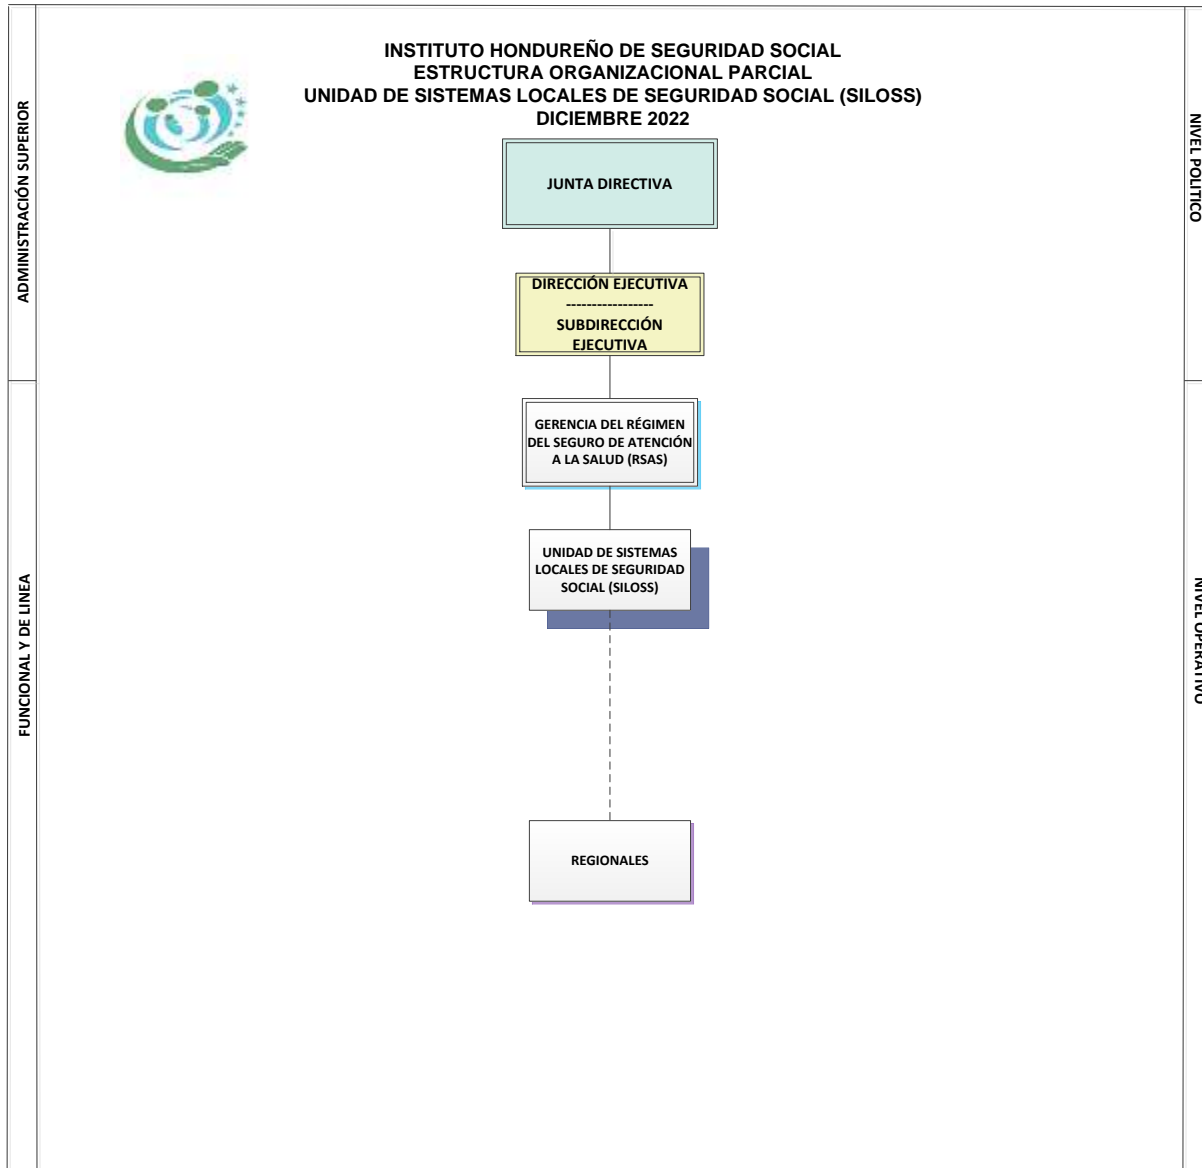 INSTITUTO HONDUREÑO DE SEGURIDAD SOCIAL
ESTRUCTURA ORGANIZACIONAL PARCIAL
UNIDAD DE SISTEMAS LOCALES DE SEGURIDAD SOCIAL (SILOSS)
DICIEMBRE 2022
ADMINISTRACIÓN SUPERIOR
NIVEL POLITICO
JUNTA DIRECTIVA
DIRECCIÓN EJECUTIVA
-----------------
SUBDIRECCIÓN
EJECUTIVA
GERENCIA DEL RÉGIMEN
DEL SEGURO DE ATENCIÓN
A LA SALUD (RSAS)
FUNCIONAL Y DE LINEA
NIVEL OPERATIVO
UNIDAD DE SISTEMAS
LOCALES DE SEGURIDAD
SOCIAL (SILOSS)
REGIONALES